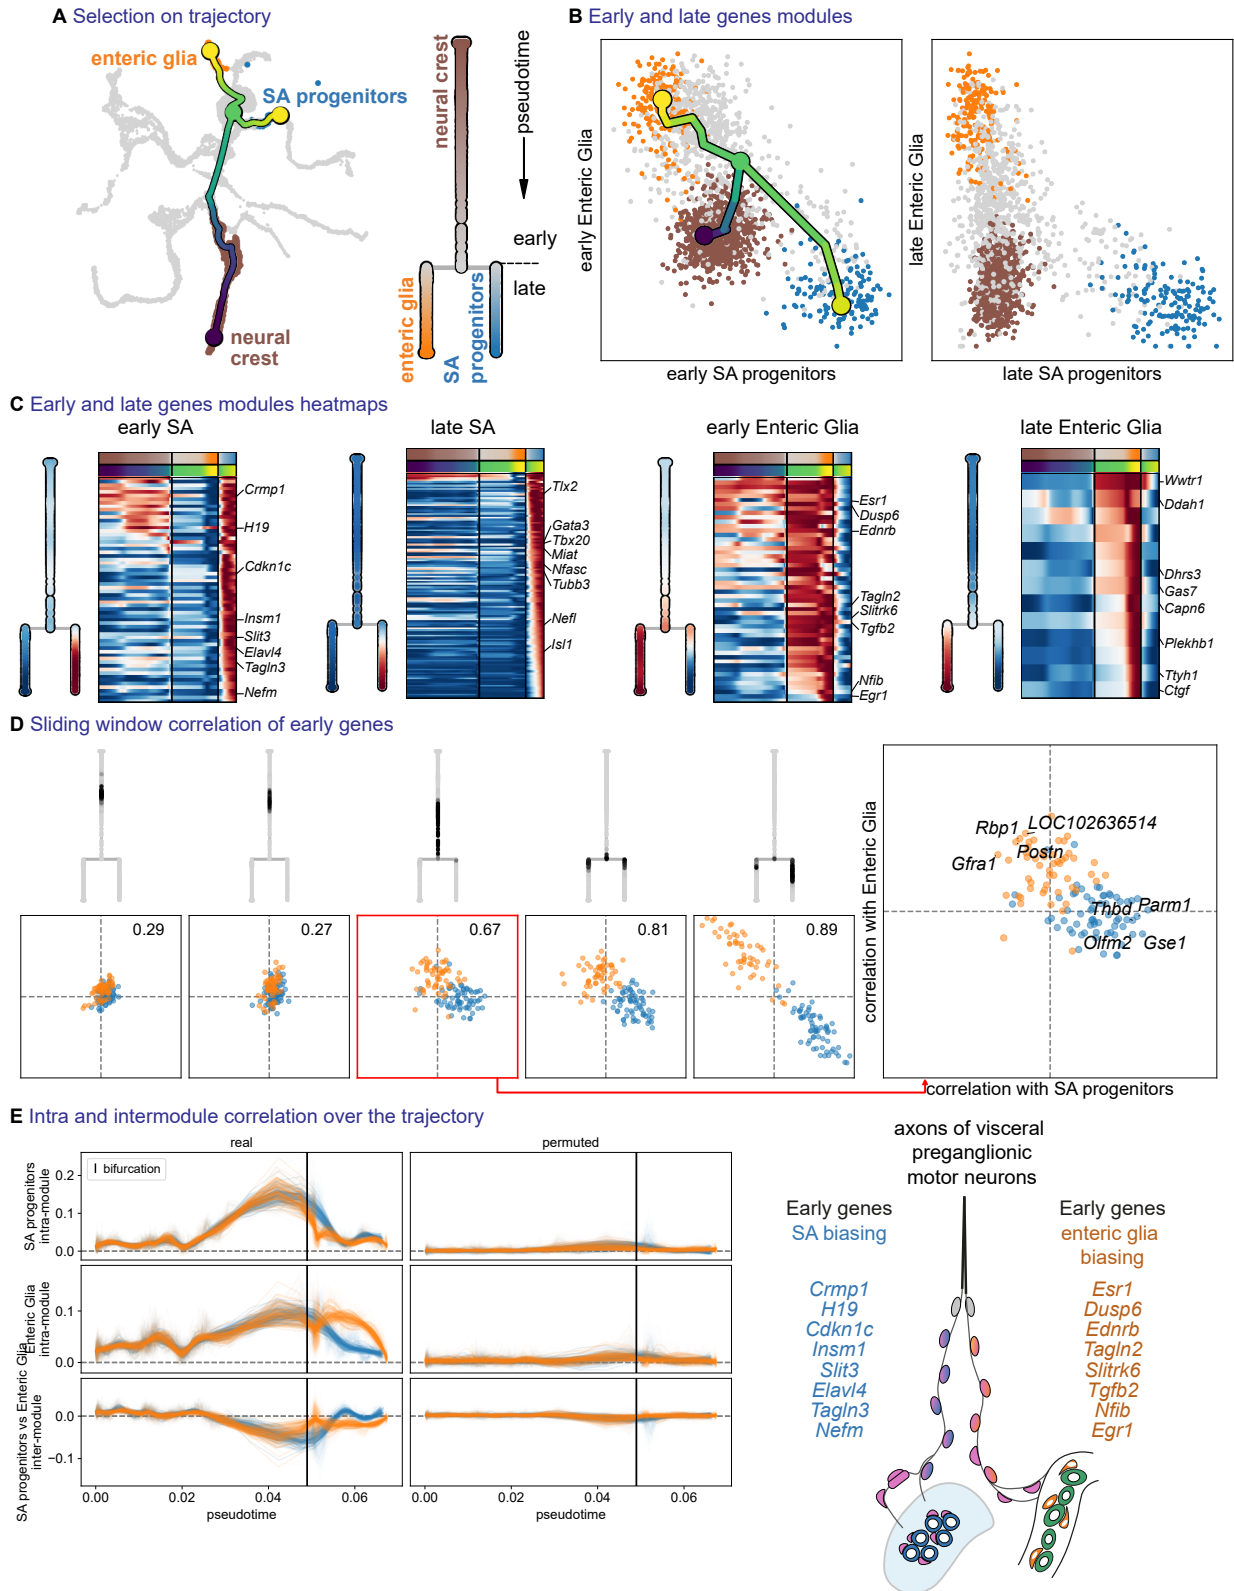 A Selection on trajectory
enteric glia
SA progenitors
neural
crest
neural crest
pseudotime
early
late
enteric glia
SA
progenitors
B Early and late genes modules
early Enteric Glia
early SA progenitors
late Enteric Glia
late SA progenitors
C Early and late genes modules heatmaps
early SA
Crmp1
H19
Cdkn1c
Insm1
Slit3
Elavl4
Tagln3
Nefm
late SA
Tlx2
Gata3
Tbx20
Miat
Nfasc
Tubb3
Nefl
Isl1
early Enteric Glia
Esr1
Dusp6
Ednrb
Tagln2
Slitrk6
Tgfb2
Nfib
Egr1
late Enteric Glia
Wwtr1
Ddah1
Dhrs3
Gas7
Capn6
Plekhb1
Ttyh1
Ctgf
D Sliding window correlation of early genes
0.29
0.27
0.67
0.81
0.89
correlation with Enteric Glia
Rbp1 LOC102636514
Postn
Gfra1
Thbd Parm1
Olfm2 Gse1
correlation with SA progenitors
E Intra and intermodule correlation over the trajectory
real
permuted
bifurcation
SA progenitors
intra-module
0.2
0.1
0.0
Enteric Glia
intra-module
0.1
0.0
SA progenitors vs Enteric Glia
inter-module
0.0
−0.1
0.00 0.02 0.04 0.06
pseudotime
0.00 0.02 0.04 0.06
pseudotime
axons of visceral
preganglionic
motor neurons
Early genes
SA biasing
Crmp1
H19
Cdkn1c
Insm1
Slit3
Elavl4
Tagln3
Nefm
Early genes
enteric glia
biasing
Esr1
Dusp6
Ednrb
Tagln2
Slitrk6
Tgfb2
Nfib
Egr1